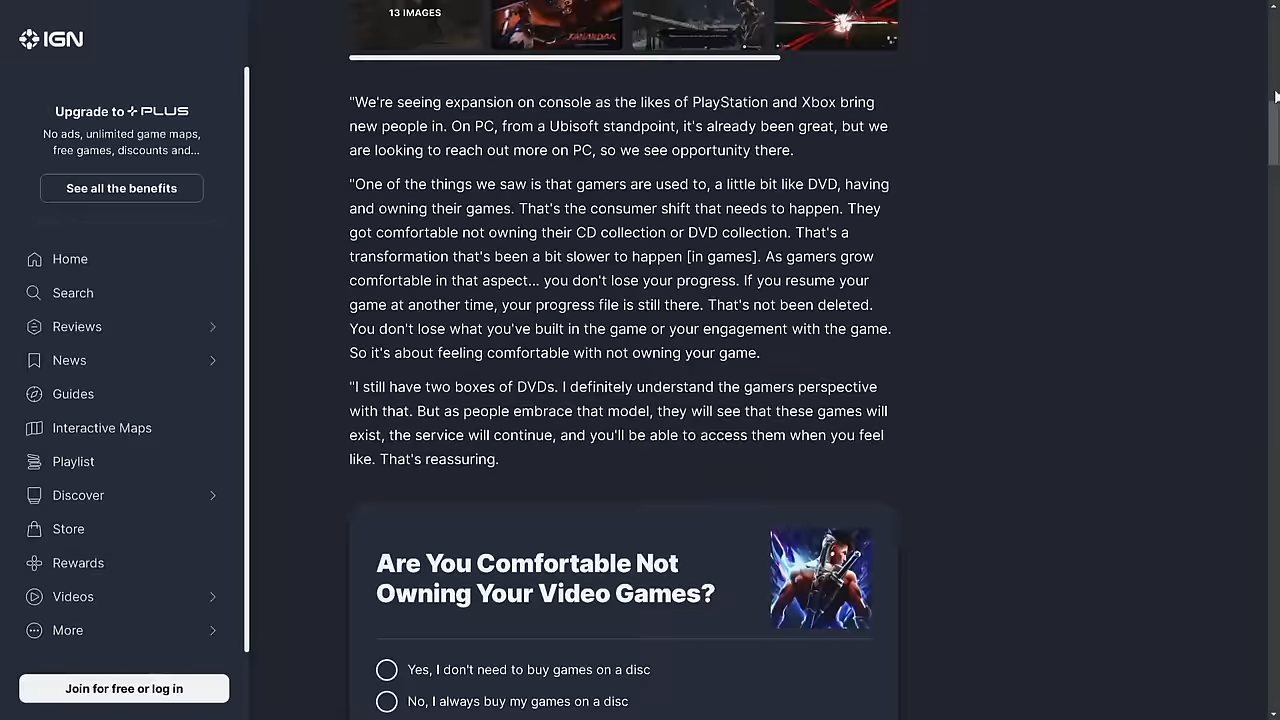 13 IMAGES
IGN
Upgrade to PLUS
No ads, unlimited game maps,
free games, discounts and...
See all the benefits
Home
Search
Reviews
News
Guides
Interactive Maps
Playlist
Discover
Store
Rewards
Videos
More
Join for free or log in
"We're seeing expansion on console as the likes of PlayStation and Xbox bring
new people in. On PC, from a Ubisoft standpoint, it's already been great, but we
are looking to reach out more on PC, so we see opportunity there.
"One of the things we saw is that gamers are used to, a little bit like DVD, having
and owning their games. That's the consumer shift that needs to happen. They
got comfortable not owning their CD collection or DVD collection. That's a
transformation that's been a bit slower to happen [in games]. As gamers grow
comfortable in that aspect… you don't lose your progress. If you resume your
game at another time, your progress file is still there. That's not been deleted.
You don't lose what you've built in the game or your engagement with the game.
So it's about feeling comfortable with not owning your game.
"I still have two boxes of DVDs. I definitely understand the gamers perspective
with that. But as people embrace that model, they will see that these games will
exist, the service will continue, and you'll be able to access them when you feel
like. That's reassuring.
Are You Comfortable Not
Owning Your Video Games?
Yes, I don't need to buy games on a disc
No, I always buy my games on a disc